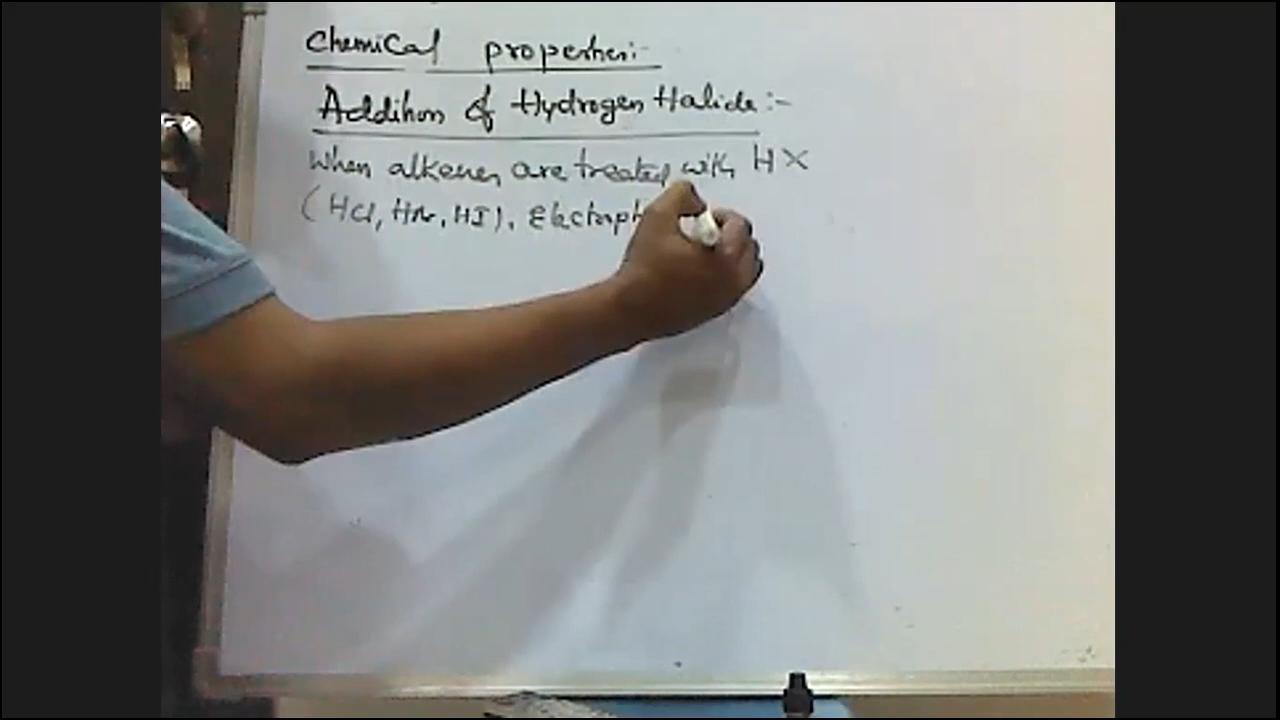 Chemical properties:-
Addition of Hydrogen Halide:-
When alkenes are treated with HX
(HCl, HBr, HI), Electroph